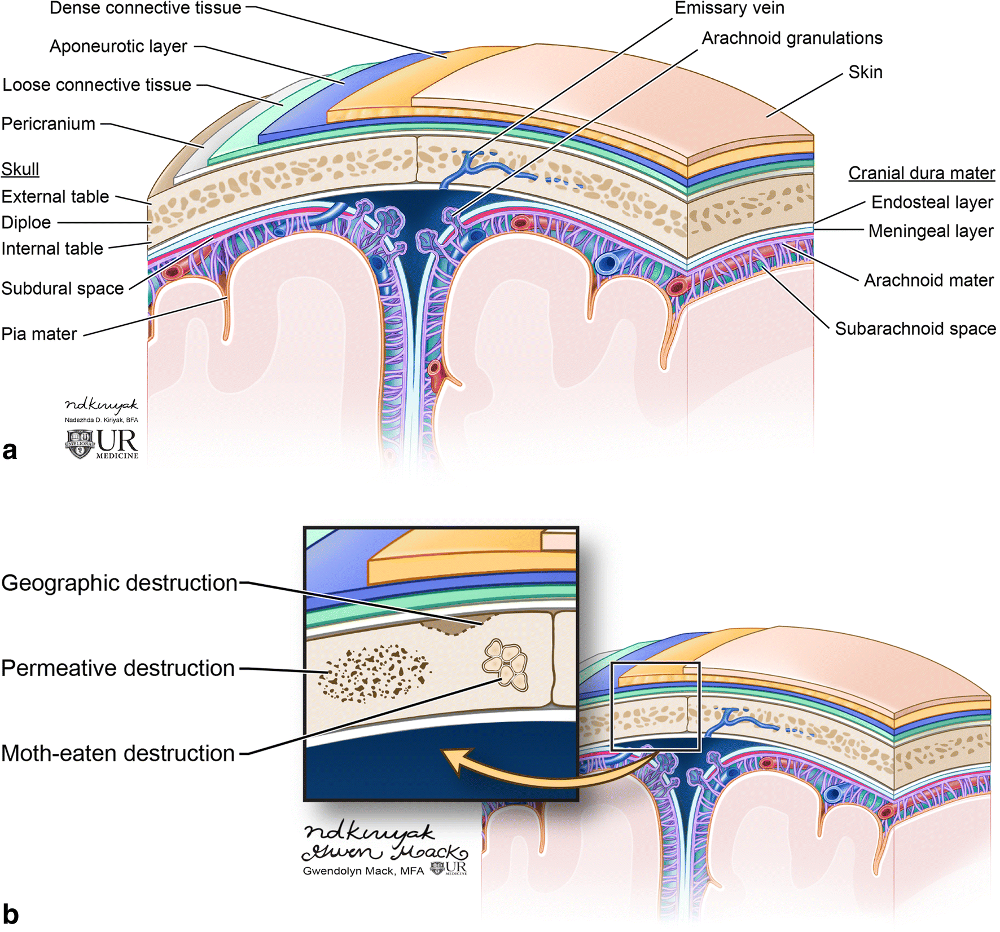 Dense connective tissue
Aponeurotic layer
Loose connective tissue
Pericranium
Skull
External table
Diploe
Internal table
Subdural space
Pia mater
Emissary vein
Arachnoid granulations
Skin
Cranial dura mater
Endosteal layer
Meningeal layer
Arachnoid mater
Subarachnoid space
ndkiriyak
Nadezhda D. Kiriyak, BFA
MELIORA
UR
MEDICINE
a
Geographic destruction
Permeative destruction
Moth-eaten destruction
ndkiriyak
Gwen Mack
Gwendolyn Mack, MFA
UR
MEDICINE
b